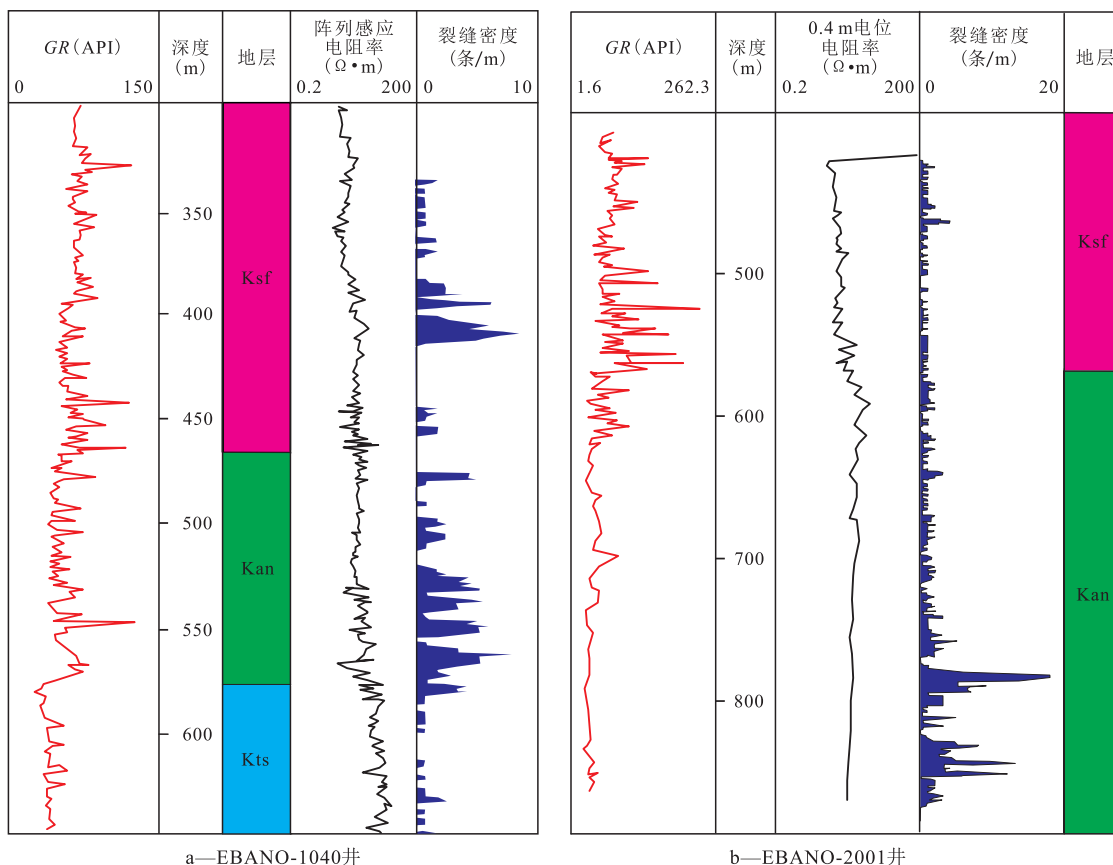 GR(API)
0 150
深度
(m)
地层
阵列感应
电阻率
(Ω•m)
0.2 200
裂缝密度
(条/m)
0 10
350
400
450
500
550
600
Ksf
Kan
Kts
a—EBANO-1040井
GR(API)
1.6 262.3
深度
(m)
0.4 m电位
电阻率
(Ω•m)
0.2 200
裂缝密度
(条/m)
0 20
地层
500
600
700
800
Ksf
Kan
b—EBANO-2001井